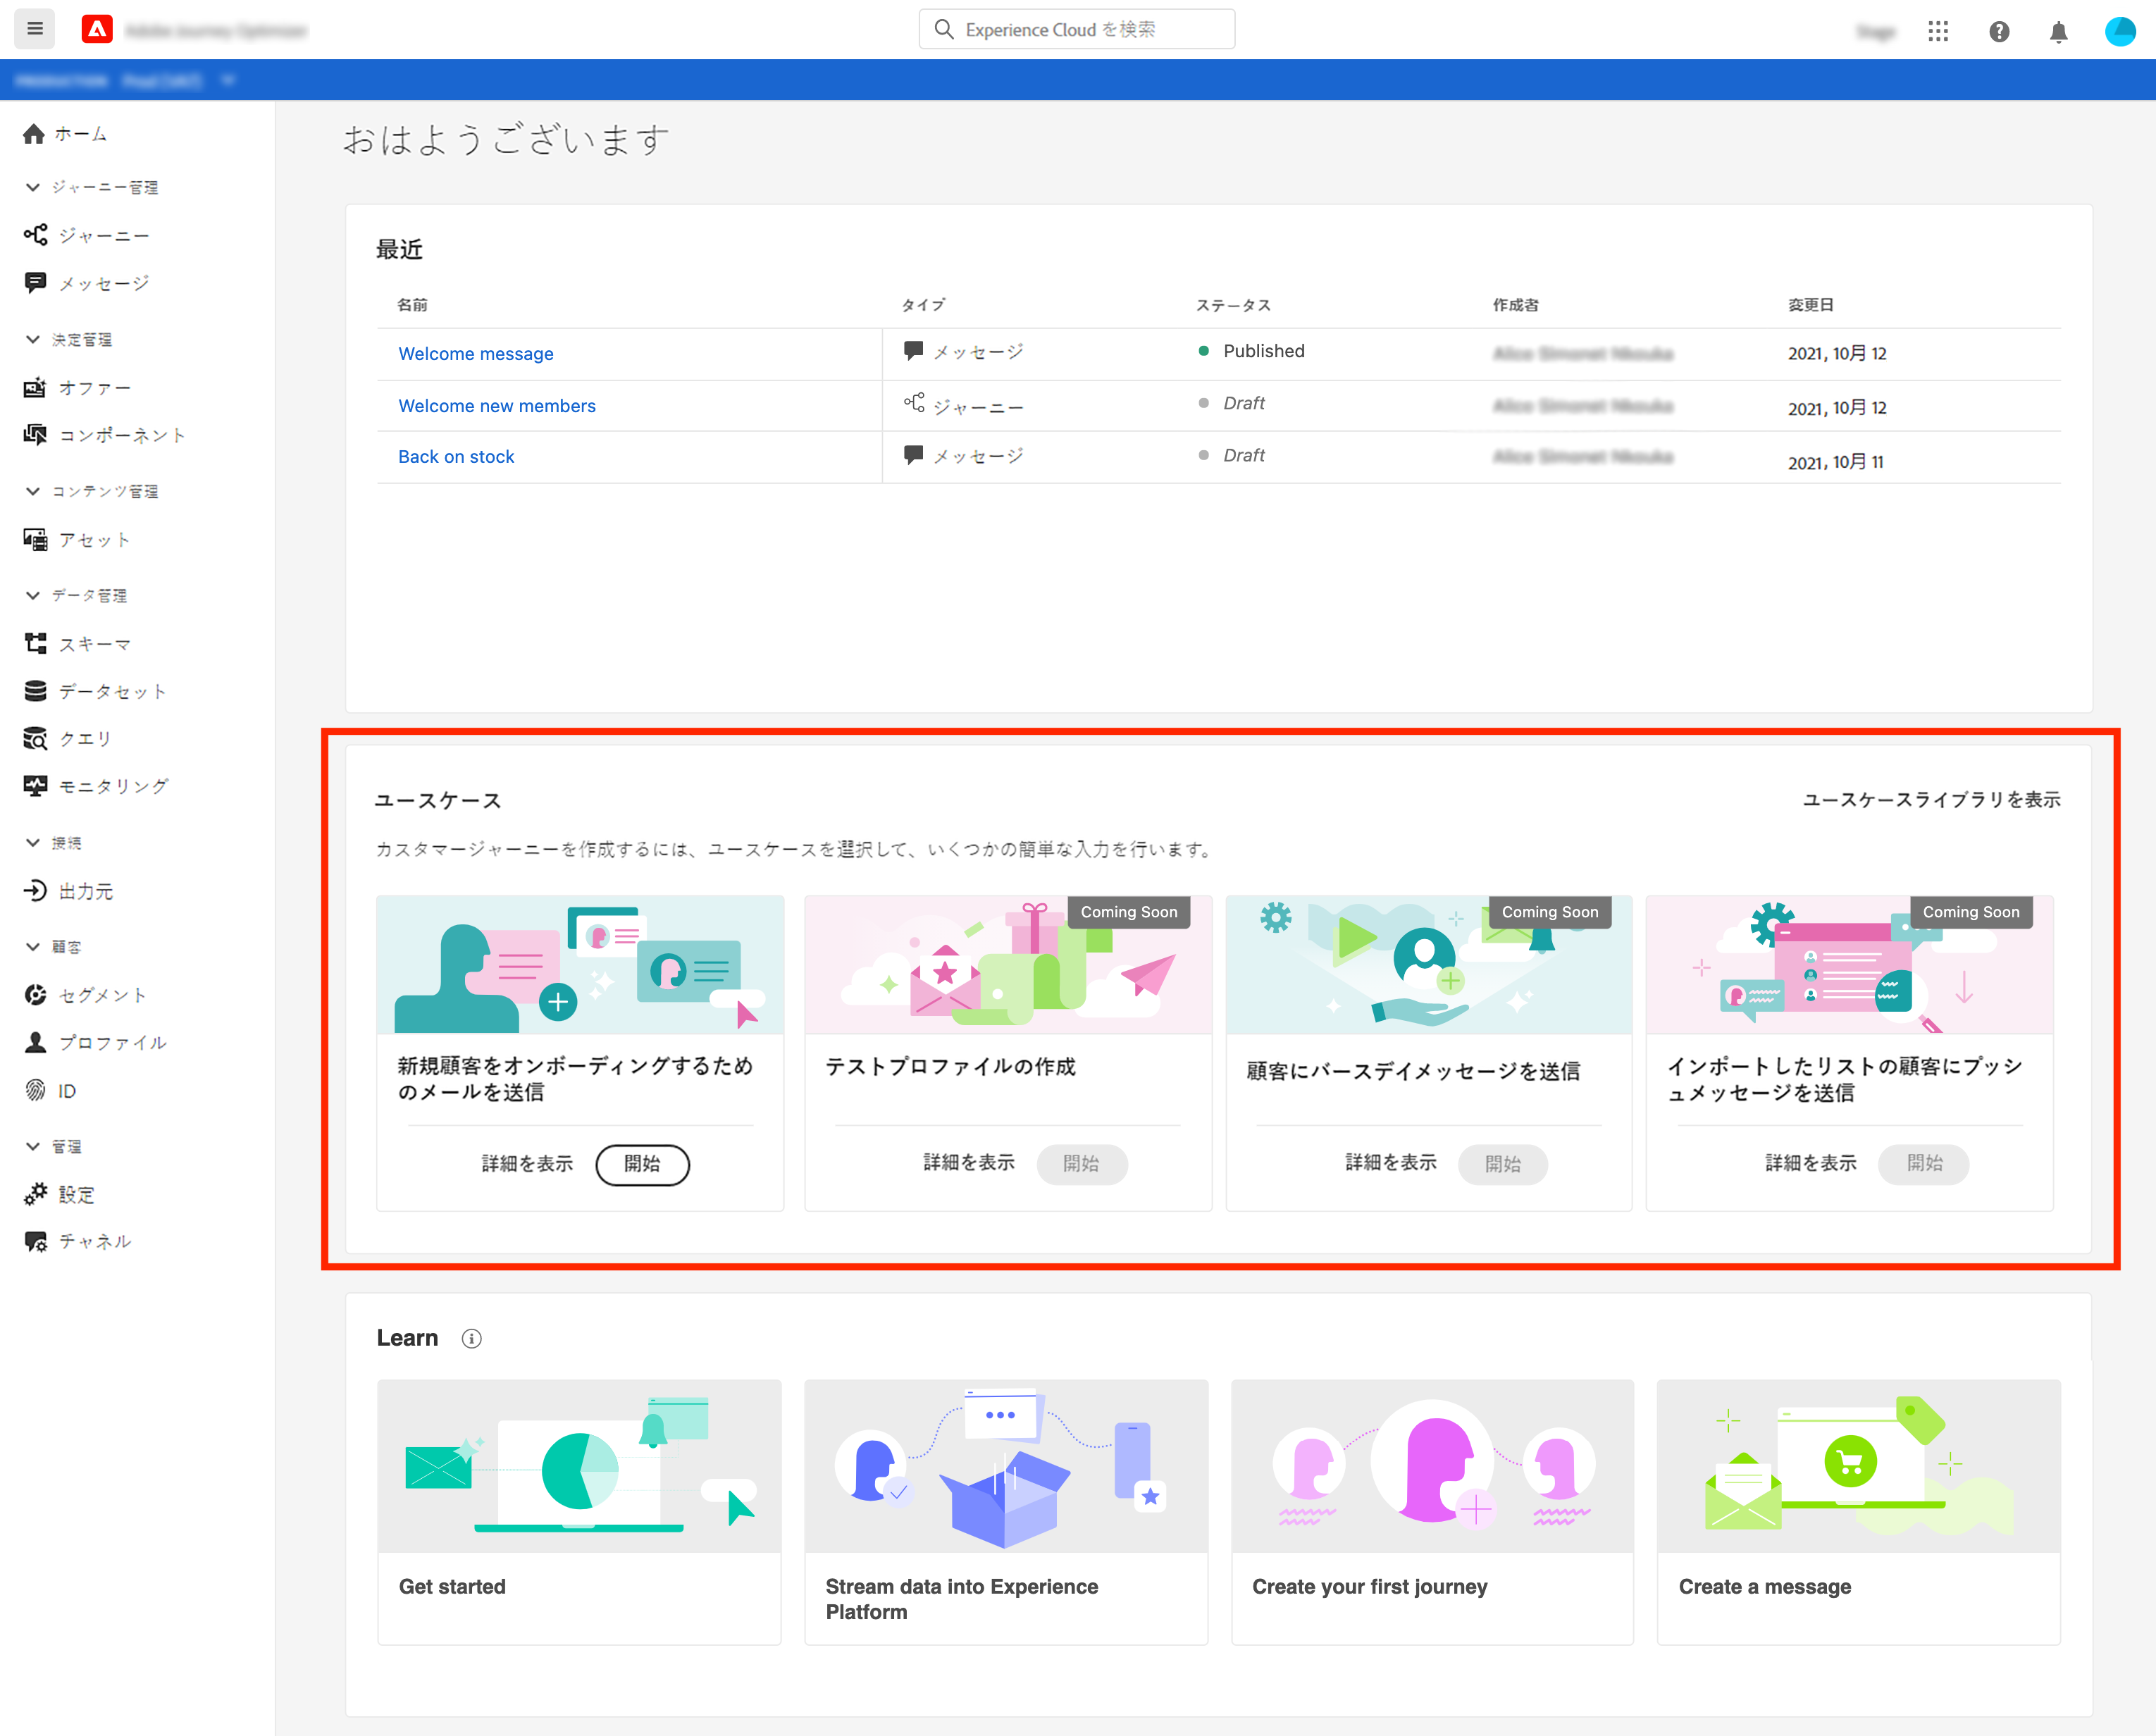 Experience Cloud を検索
ホーム
ジャーニー管理
ジャーニー
メッセージ
決定管理
オファー
コンポーネント
コンテンツ管理
アセット
データ管理
スキーマ
データセット
クエリ
モニタリング
接続
出力元
顧客
セグメント
プロファイル
ID
管理
設定
チャネル
おはようございます
最近
名前 タイプ ステータス 作成者 変更日
Welcome message メッセージ Published 2021, 10月 12
Welcome new members ジャーニー Draft 2021, 10月 12
Back on stock メッセージ Draft 2021, 10月 11
ユースケース
ユースケースライブラリを表示
カスタマージャーニーを作成するには、ユースケースを選択して、いくつかの簡単な入力を行います。
新規顧客をオンボーディングするため
のメールを送信
詳細を表示 開始
Coming Soon
テストプロファイルの作成
詳細を表示 開始
Coming Soon
顧客にバースデイメッセージを送信
詳細を表示 開始
Coming Soon
インポートしたリストの顧客にプッシ
ュメッセージを送信
詳細を表示 開始
Learn
Get started
Stream data into Experience
Platform
Create your first journey
Create a message